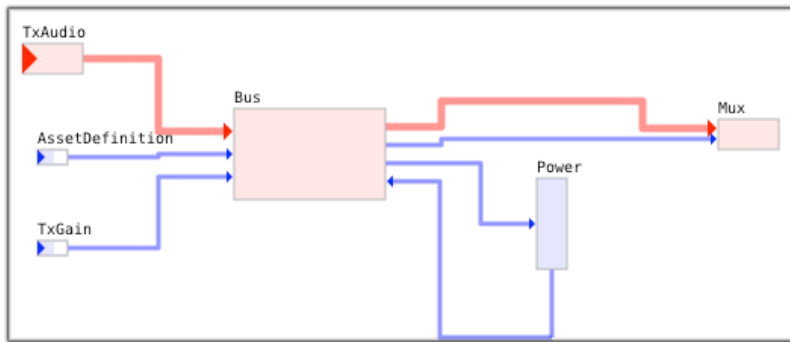 TxAudio
Bus
Mux
AssetDefinition
Power
TxGain